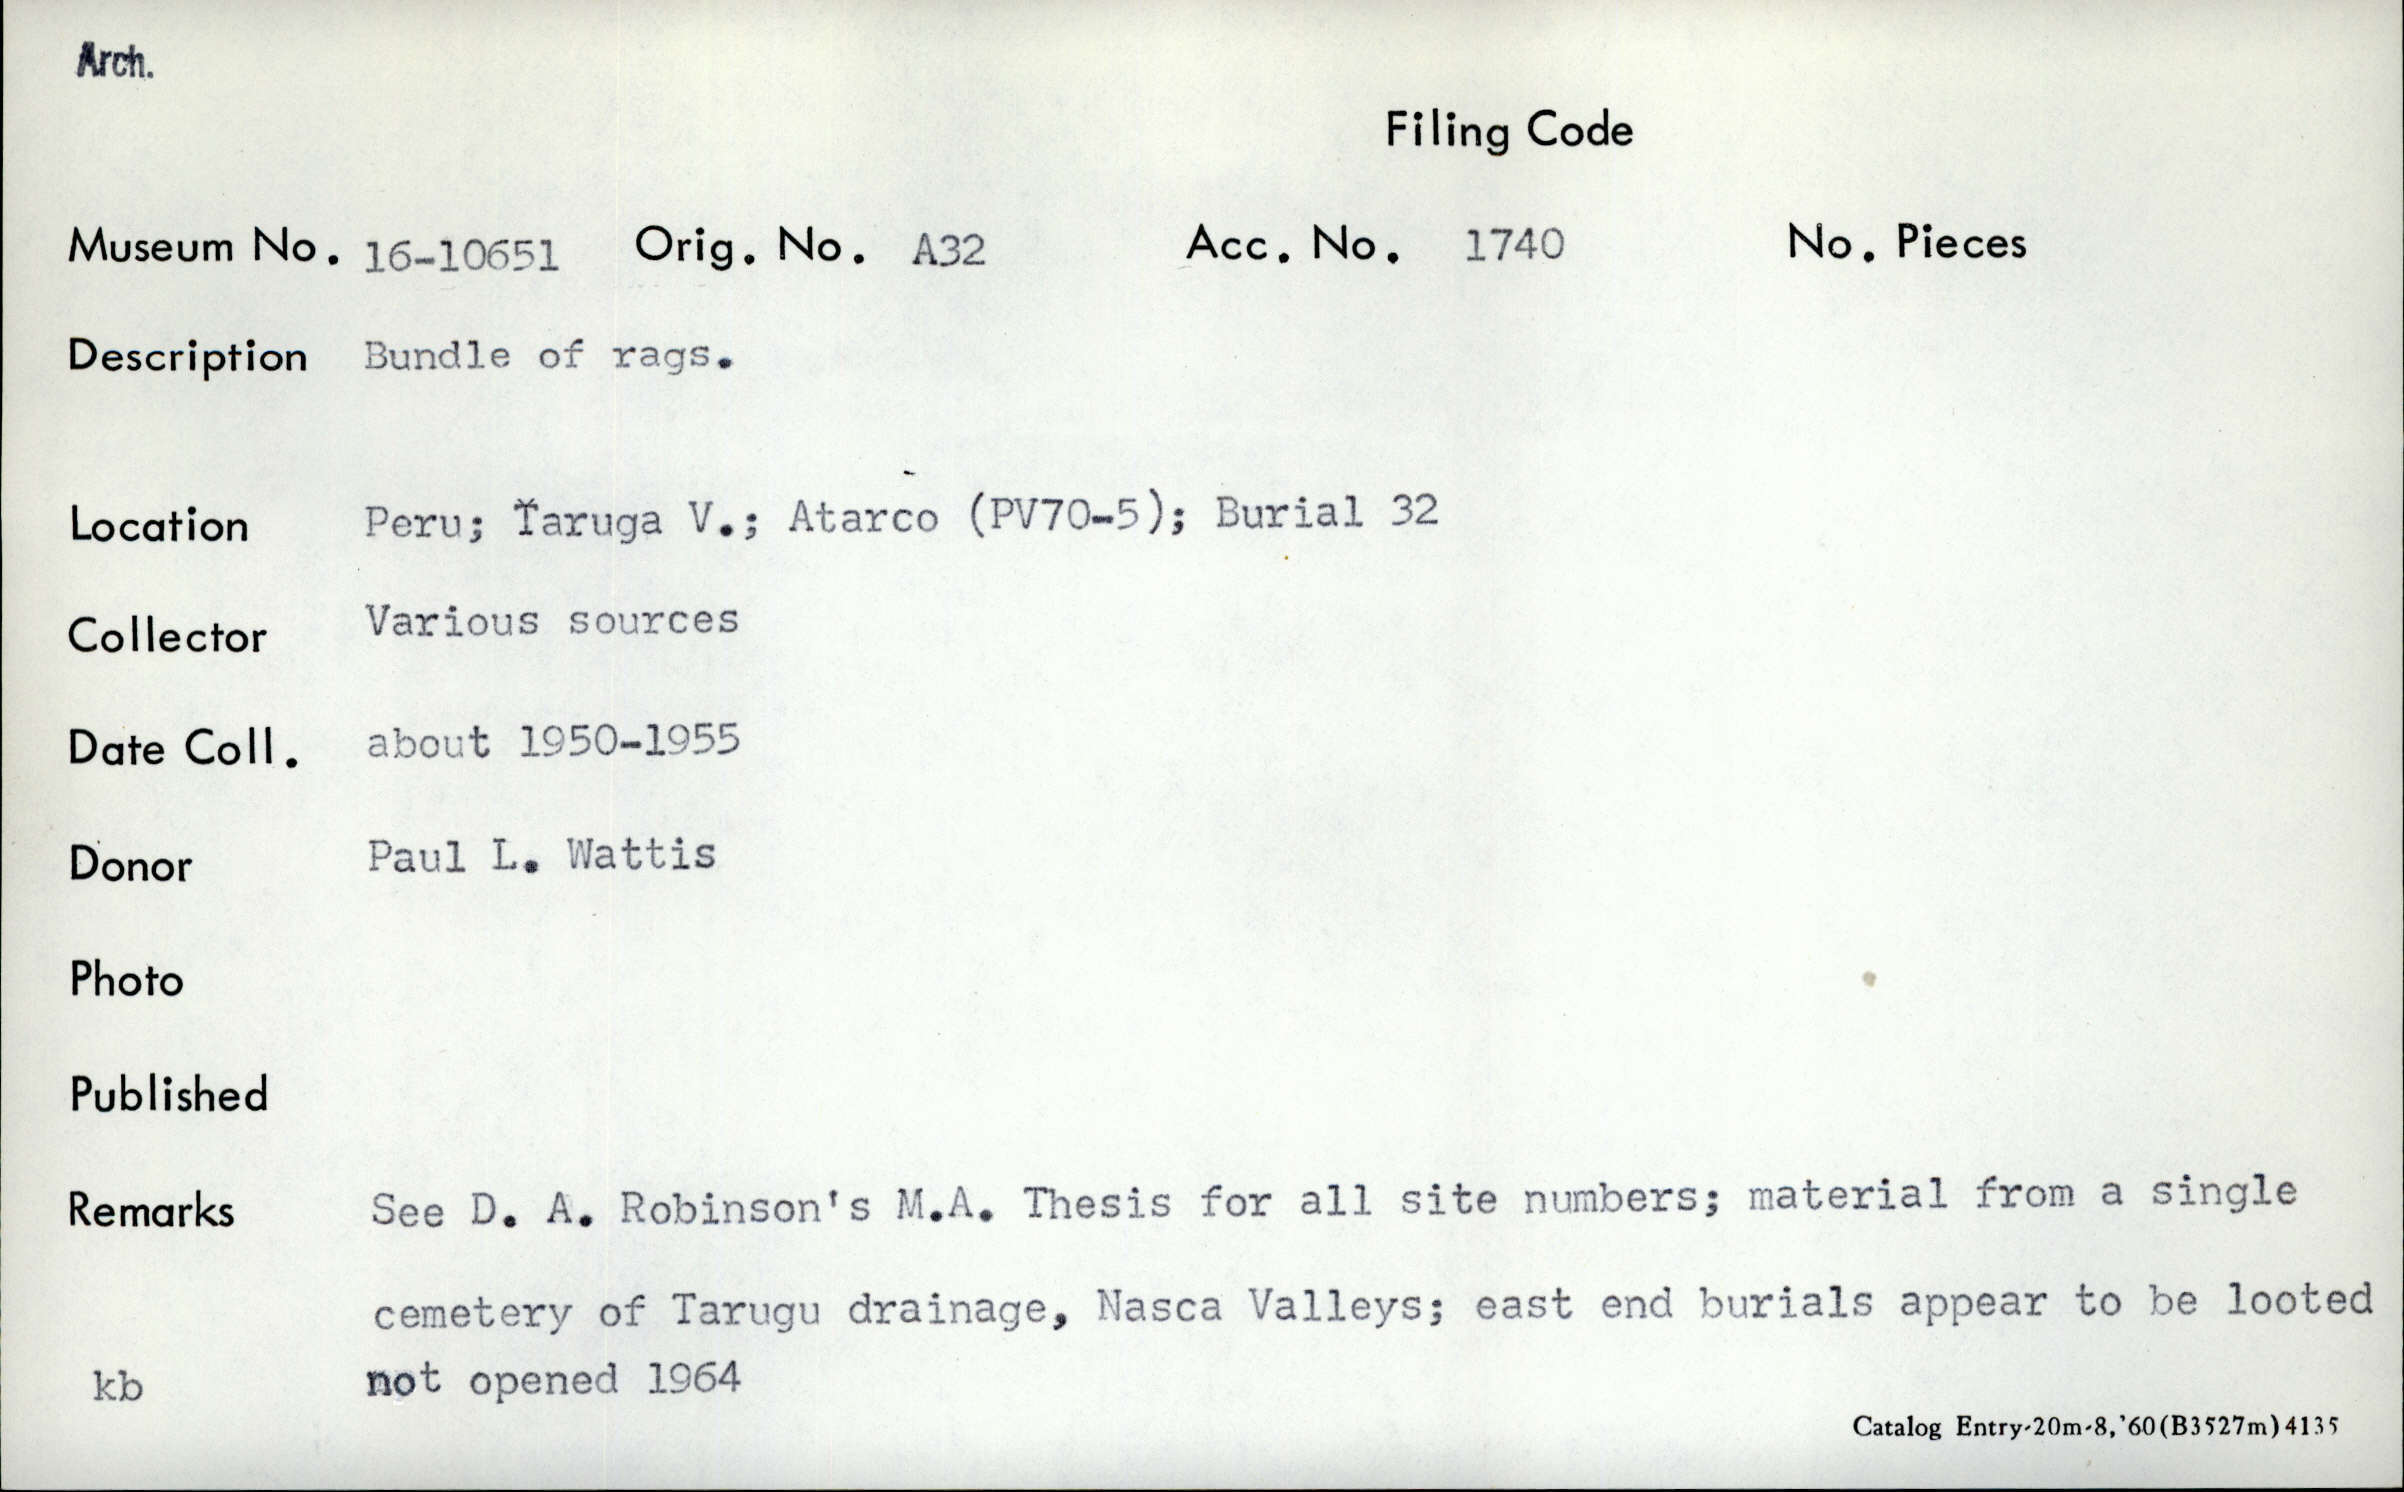 Arch.
Filing Code
Museum No. 16-10651 Orig. No. A32 Acc. No. 1740 No. Pieces
Description Bundle of rags.
Location Peru; Taruga V.; Atarco (PV70-5); Burial 32
Collector Various sources
Date Coll. about 1950-1955
Donor Paul L. Wattis
Photo
Published
Remarks See D. A. Robinson's M.A. Thesis for all site numbers; material from a single
cemetery of Tarugu drainage, Nasca Valleys; east end burials appear to be looted
kb not opened 1964
Catalog Entry-20m-8,'60(B3527m)4135